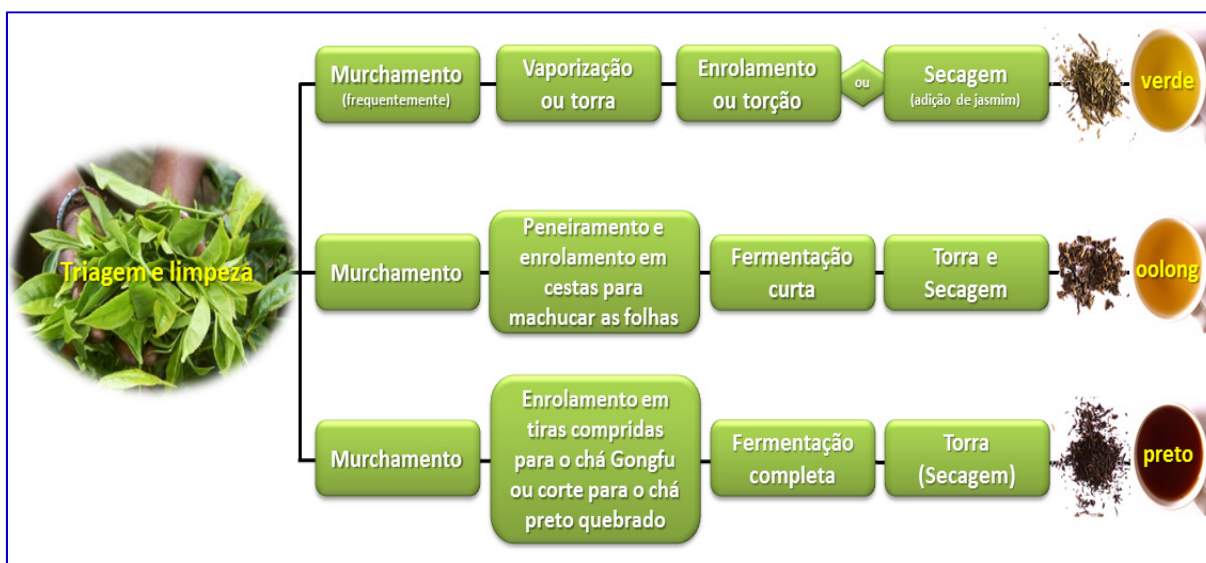 Triagem e limpeza
Murchamento
(frequentemente)
Vaporização
ou torra
Enrolamento
ou torção
ou
Secagem
(adição de jasmim)
verde
Murchamento
Peneiramento e
enrolamento em
cestas para
machucar as folhas
Fermentação
curta
Torra e
Secagem
oolong
Murchamento
Enrolamento em
tiras compridas
para o chá Gongfu
ou corte para o chá
preto quebrado
Fermentação
completa
Torra
(Secagem)
preto